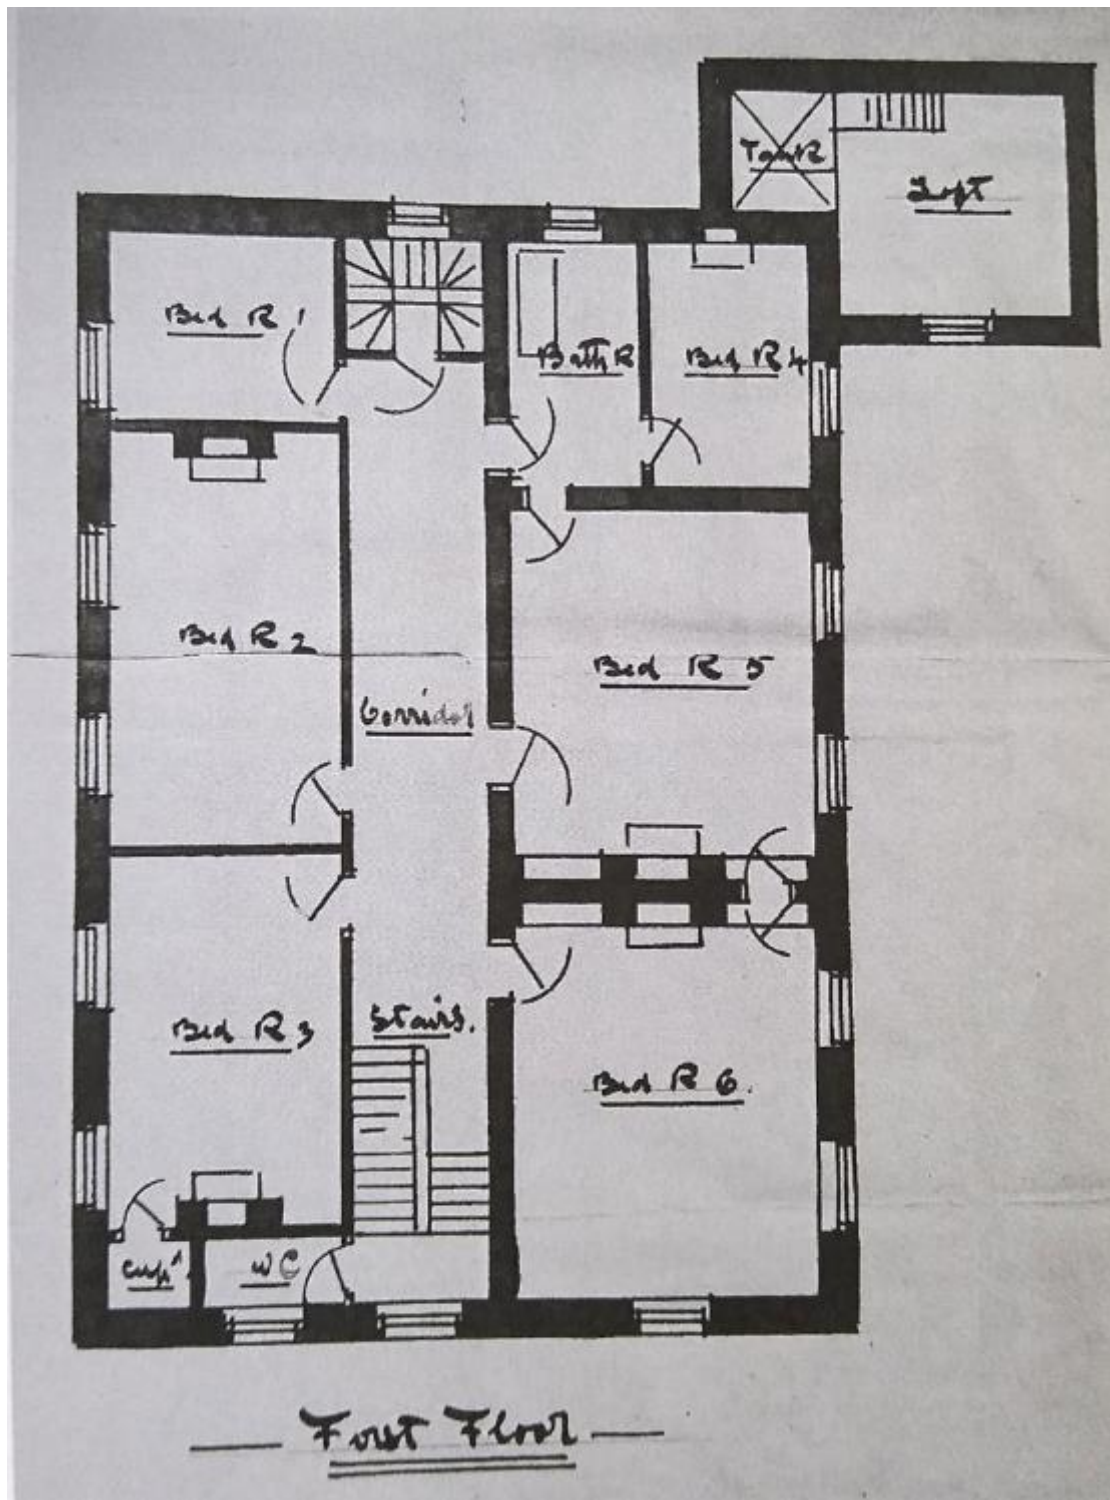 Tank
Loft
Bed R 1
Bath R
Bed R 4
Bed R 2
Bed R 5
Corridor
Stairs.
Bed R 3
Bed R 6.
cup'd.
WC
First Floor